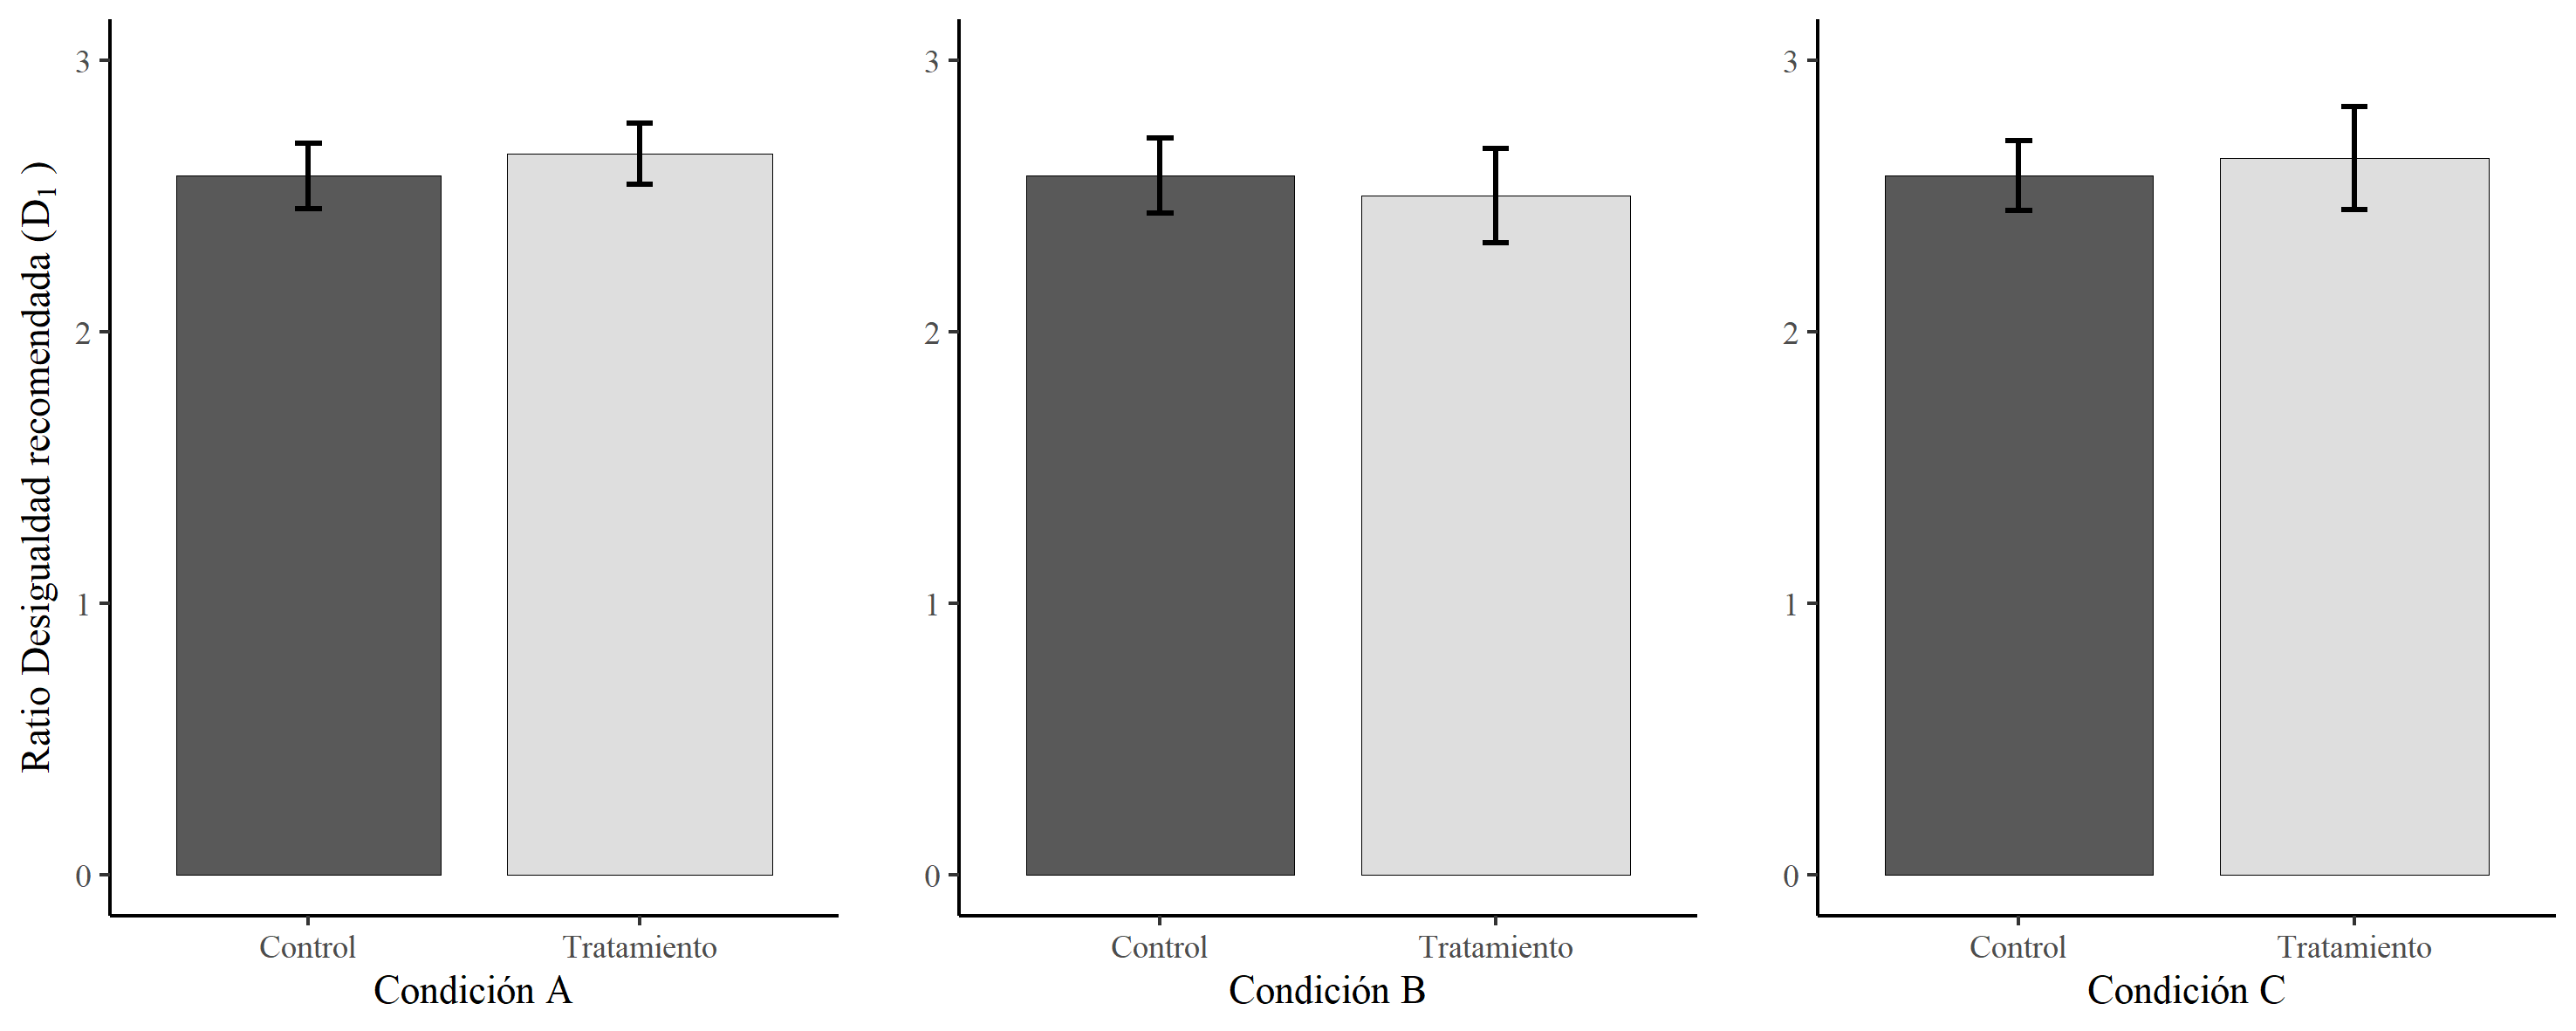 Ratio Desigualdad recomendada (D1 )
3
2
1
0
Control Tratamiento
Condición A
3
2
1
0
Control Tratamiento
Condición B
3
2
1
0
Control Tratamiento
Condición C